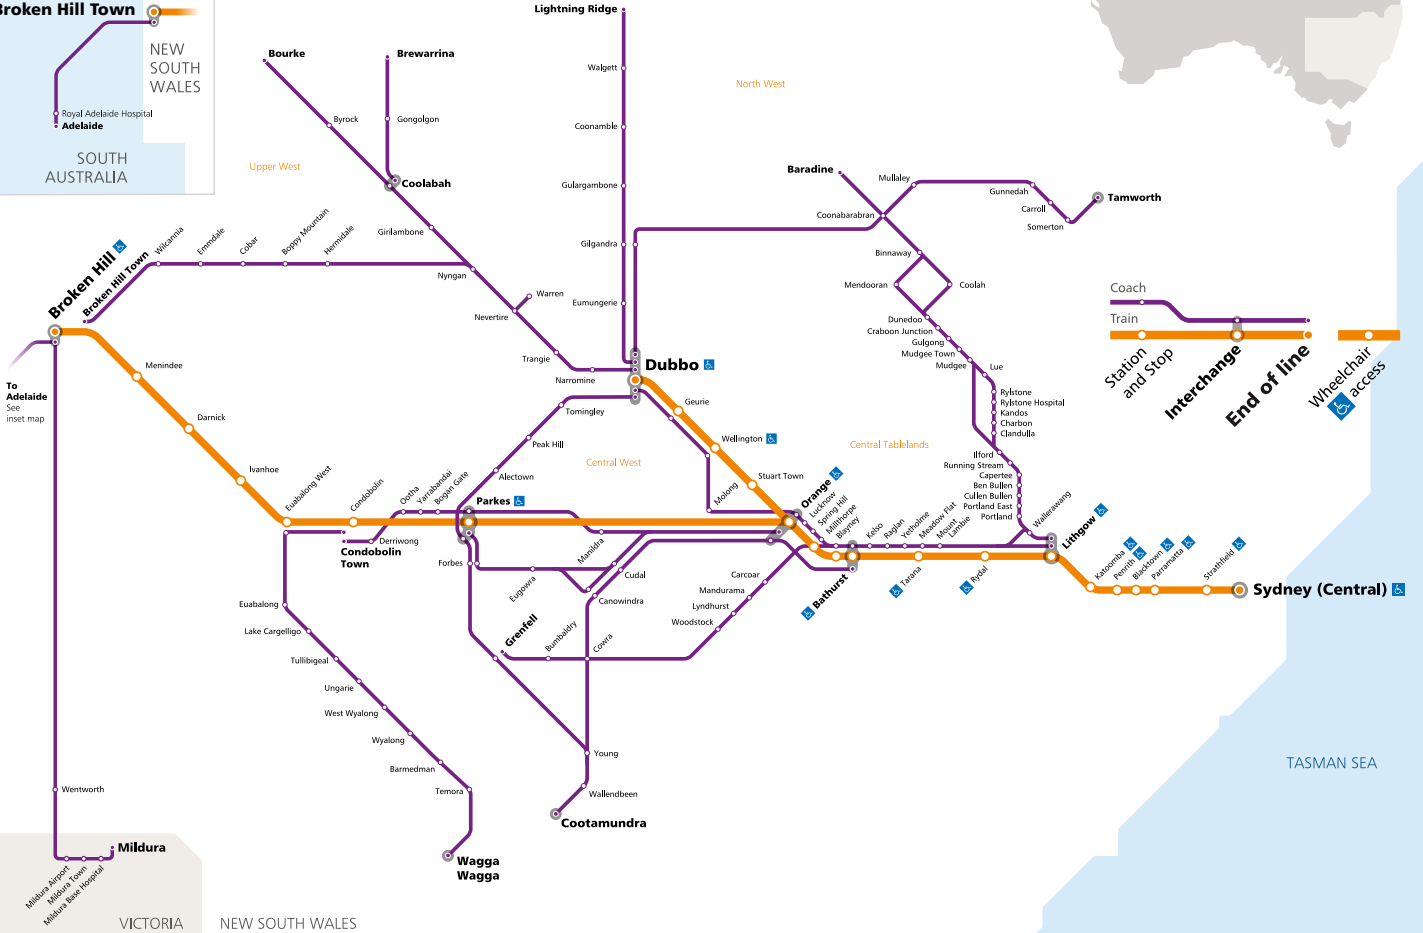 Broken Hill Town
NEW
SOUTH
WALES
Royal Adelaide Hospital
Adelaide
SOUTH
AUSTRALIA
Lightning Ridge
Walgett
Coonamble
Gulargambone
Gilgandra
Eumungerie
North West
Bourke
Byrock
Brewarrina
Gongolgon
Upper West
Coolabah
Girilambone
Nyngan
Nevertire
Warren
Trangie
Narromine
Baradine
Mullaley
Gunnedah
Carroll
Somerton
Tamworth
Coonabarabran
Binnaway
Mendooran
Coolah
Dunedoo
Craboon Junction
Gulgong
Mudgee Town
Mudgee
Lue
Rylstone
Rylstone Hospital
Kandos
Charbon
Clandulla
Ilford
Running Stream
Capertee
Ben Bullen
Cullen Bullen
Portland East
Portland
Wallerawang
Coach
Train
Station
and Stop
Interchange
End of line
Wheelchair
access
Broken Hill
Broken Hill Town
Wilcannia
Emmdale
Cobar
Boppy Mountain
Hermidale
To
Adelaide
See
inset map
Menindee
Darnick
Ivanhoe
Euabalong West
Condobolin
Ootha
Yarrabandai
Bogan Gate
Parkes
Dubbo
Geurie
Wellington
Stuart Town
Tomingley
Peak Hill
Alectown
Central West
Central Tablelands
Molong
Orange
Lucknow
Spring Hill
Millthorpe
Blayney
Kelso
Raglan
Yetholme
Meadow Flat
Mount
Lambie
Lithgow
Condobolin
Town
Derriwong
Forbes
Eugowra
Manildra
Cudal
Canowindra
Carcoar
Mandurama
Lyndhurst
Woodstock
Bathurst
Tarana
Rydal
Katoomba
Penrith
Blacktown
Parramatta
Strathfield
Sydney (Central)
Grenfell
Bumbaldry
Cowra
Euabalong
Lake Cargelligo
Tullibigeal
Ungarie
West Wyalong
Wyalong
Barmedman
Temora
Wagga
Wagga
Young
Wallendbeen
Cootamundra
Wentworth
Mildura
Mildura Airport
Mildura Town
Mildura Base Hospital
VICTORIA
NEW SOUTH WALES
TASMAN SEA